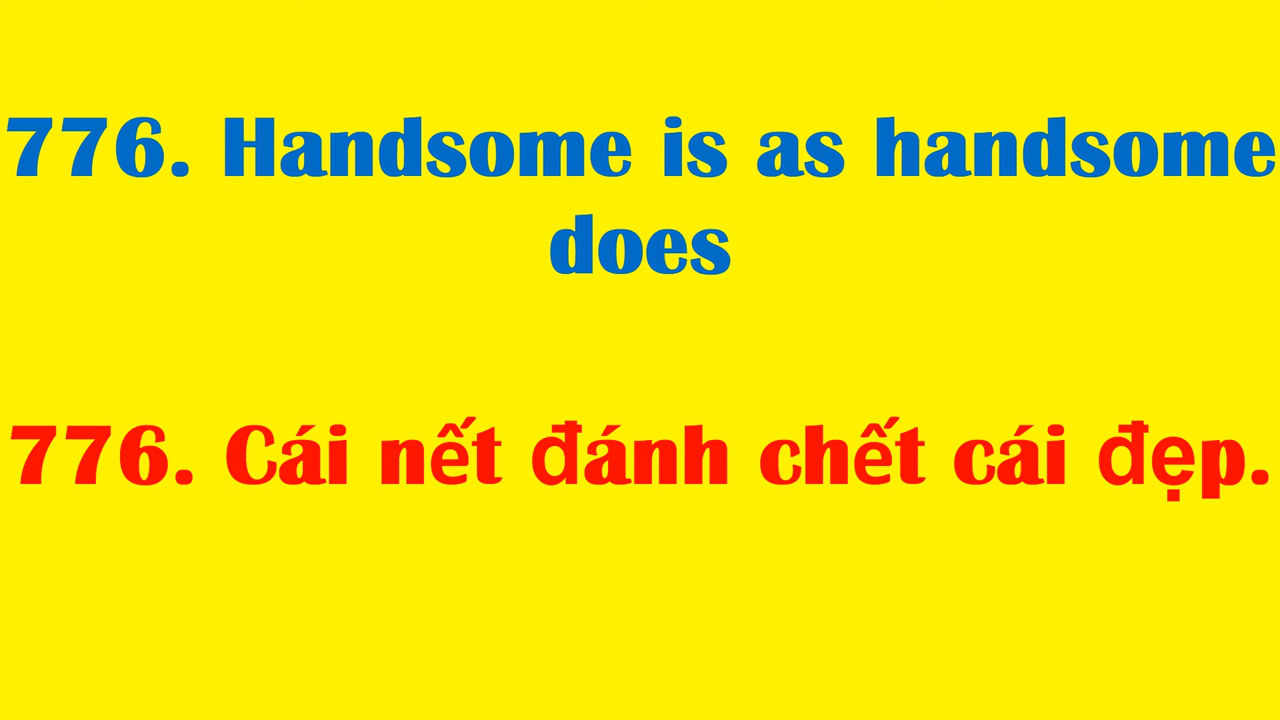 776. Handsome is as handsome
does
776. Cái nết đánh chết cái đẹp.